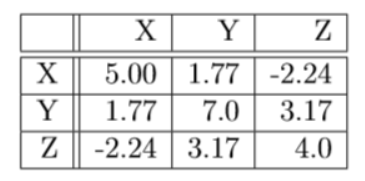 X Y Z
X 5.00 1.77 -2.24
Y 1.77 7.0 3.17
Z -2.24 3.17 4.0